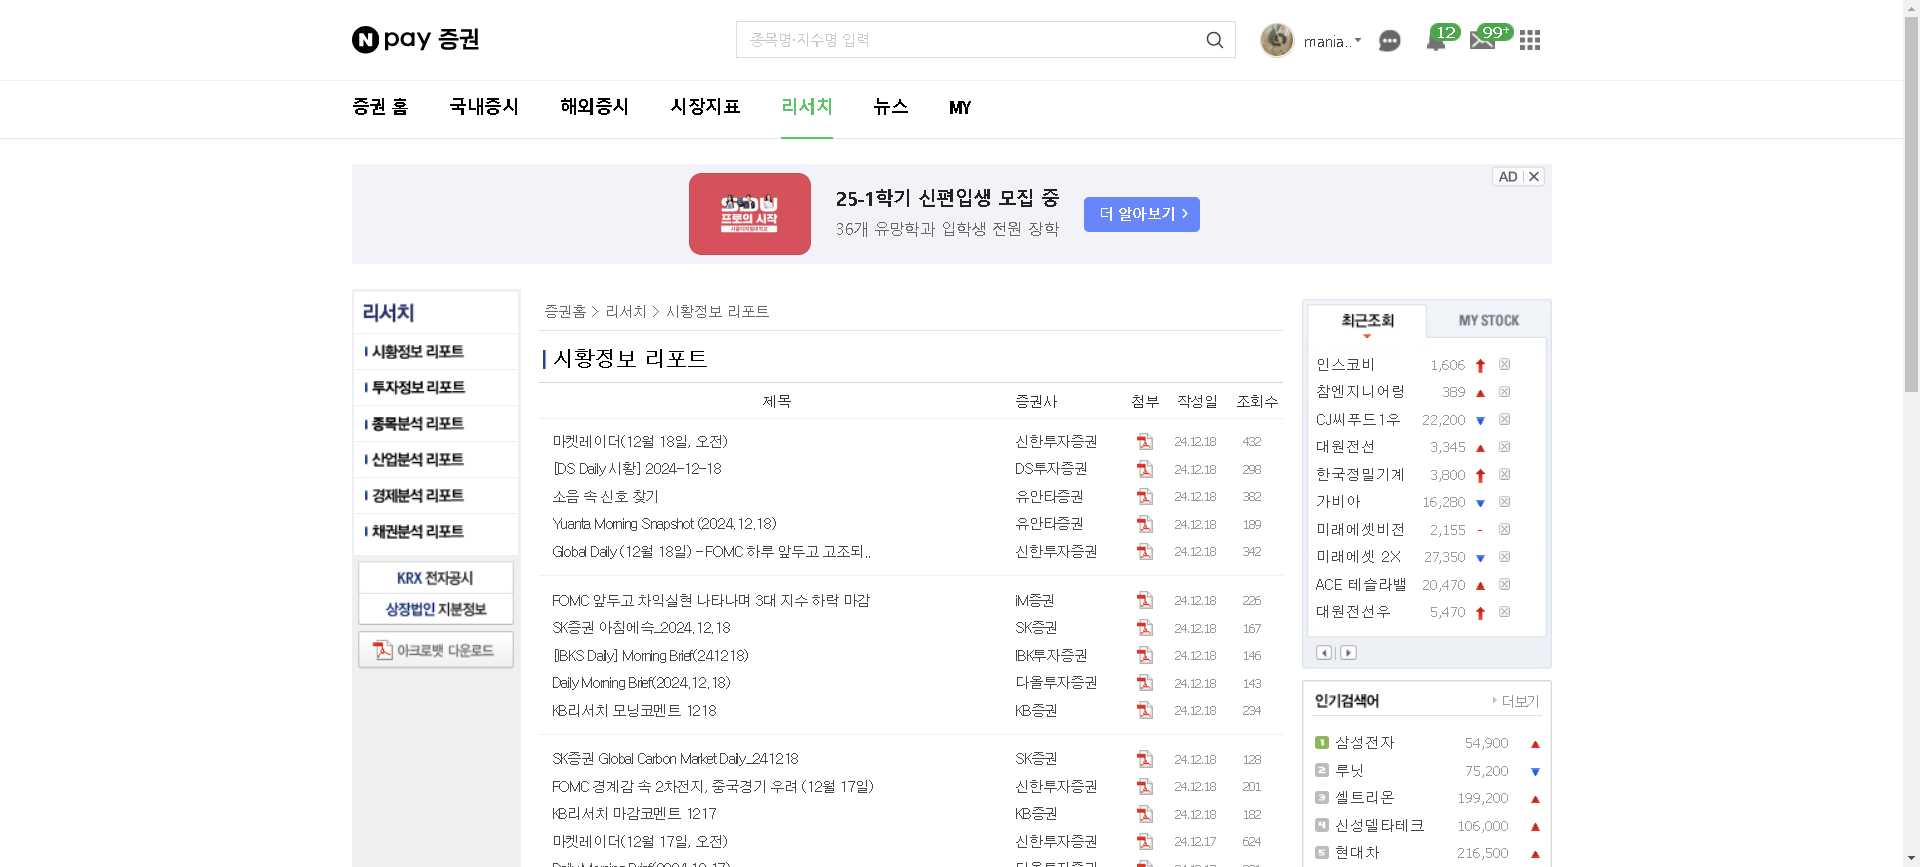 N pay 증권
종목명·지수명 입력
mania..
12
99+
증권 홈 국내증시 해외증시 시장지표 리서치 뉴스 MY
프로의 시작
25-1학기 신편입생 모집 중
36개 유망학과 입학생 전원 장학
더 알아보기 >
AD
리서치
시황정보 리포트
투자정보 리포트
종목분석 리포트
산업분석 리포트
경제분석 리포트
채권분석 리포트
KRX 전자공시
상장법인 지분정보
아크로뱃 다운로드
증권홈 > 리서치 > 시황정보 리포트
시황정보 리포트
제목 증권사 첨부 작성일 조회수
마켓레이더(12월 18일, 오전) 신한투자증권 24.12.18 432
[DS Daily 시황] 2024-12-18 DS투자증권 24.12.18 298
소음 속 신호 찾기 유안타증권 24.12.18 382
Yuanta Morning Snapshot (2024.12.18) 유안타증권 24.12.18 189
Global Daily (12월 18일) - FOMC 하루 앞두고 고조되.. 신한투자증권 24.12.18 342
FOMC 앞두고 차익실현 나타나며 3대 지수 하락 마감 iM증권 24.12.18 226
SK증권 아침에쓱_2024.12.18 SK증권 24.12.18 167
[IBKS Daily] Morning Brief(241218) IBK투자증권 24.12.18 146
Daily Morning Brief(2024.12.18) 다올투자증권 24.12.18 143
KB리서치 모닝코멘트 1218 KB증권 24.12.18 234
SK증권 Global Carbon Market Daily_241218 SK증권 24.12.18 128
FOMC 경계감 속 2차전지, 중국경기 우려 (12월 17일) 신한투자증권 24.12.18 201
KB리서치 마감코멘트 1217 KB증권 24.12.18 182
마켓레이더(12월 17일, 오전) 신한투자증권 24.12.17 624
최근조회 MY STOCK
인스코비 1,606
참엔지니어링 389
CJ씨푸드1우 22,200
대원전선 3,345
한국정밀기계 3,800
가비아 16,280
미래에셋비전 2,155 -
미래에셋 2X 27,350
ACE 테슬라밸 20,470
대원전선우 5,470
인기검색어 더보기
1 삼성전자 54,900
2 루닛 75,200
3 셀트리온 199,200
4 신성델타테크 106,000
5 현대차 216,500